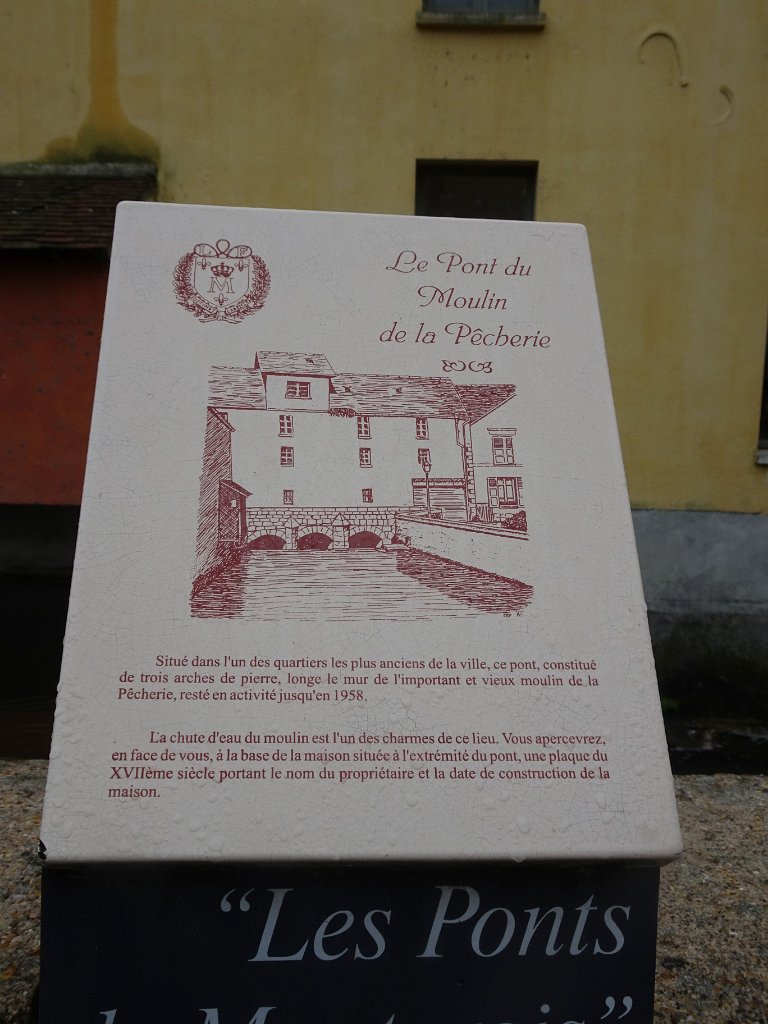 L F
M
Le Pont du
Moulin
de la Pêcherie
Situé dans l'un des quartiers les plus anciens de la ville, ce pont, constitué
de trois arches de pierre, longe le mur de l'important et vieux moulin de la
Pêcherie, resté en activité jusqu'en 1958.
La chute d'eau du moulin est l'un des charmes de ce lieu. Vous apercevrez,
en face de vous, à la base de la maison située à l'extrémité du pont, une plaque du
XVIIème siècle portant le nom du propriétaire et la date de construction de la
maison.
“Les Ponts